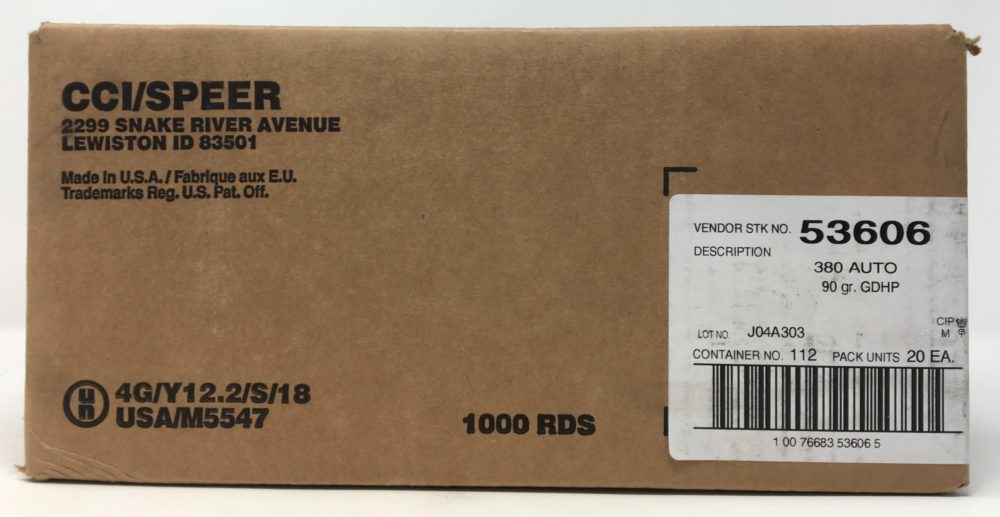 CCI/SPEER
2299 SNAKE RIVER AVENUE
LEWISTON ID 83501
Made in U.S.A./Fabrique aux E.U.
Trademarks Reg. U.S. Pat. Off.
un
4G/Y12.2/S/18
USA/M5547
1000 RDS
VENDOR STK NO. 53606
DESCRIPTION
380 AUTO
90 gr. GDHP
CIP
M
LOT NO. J04A303
CONTAINER NO. 112 PACK UNITS 20 EA.
1 00 76683 53606 5